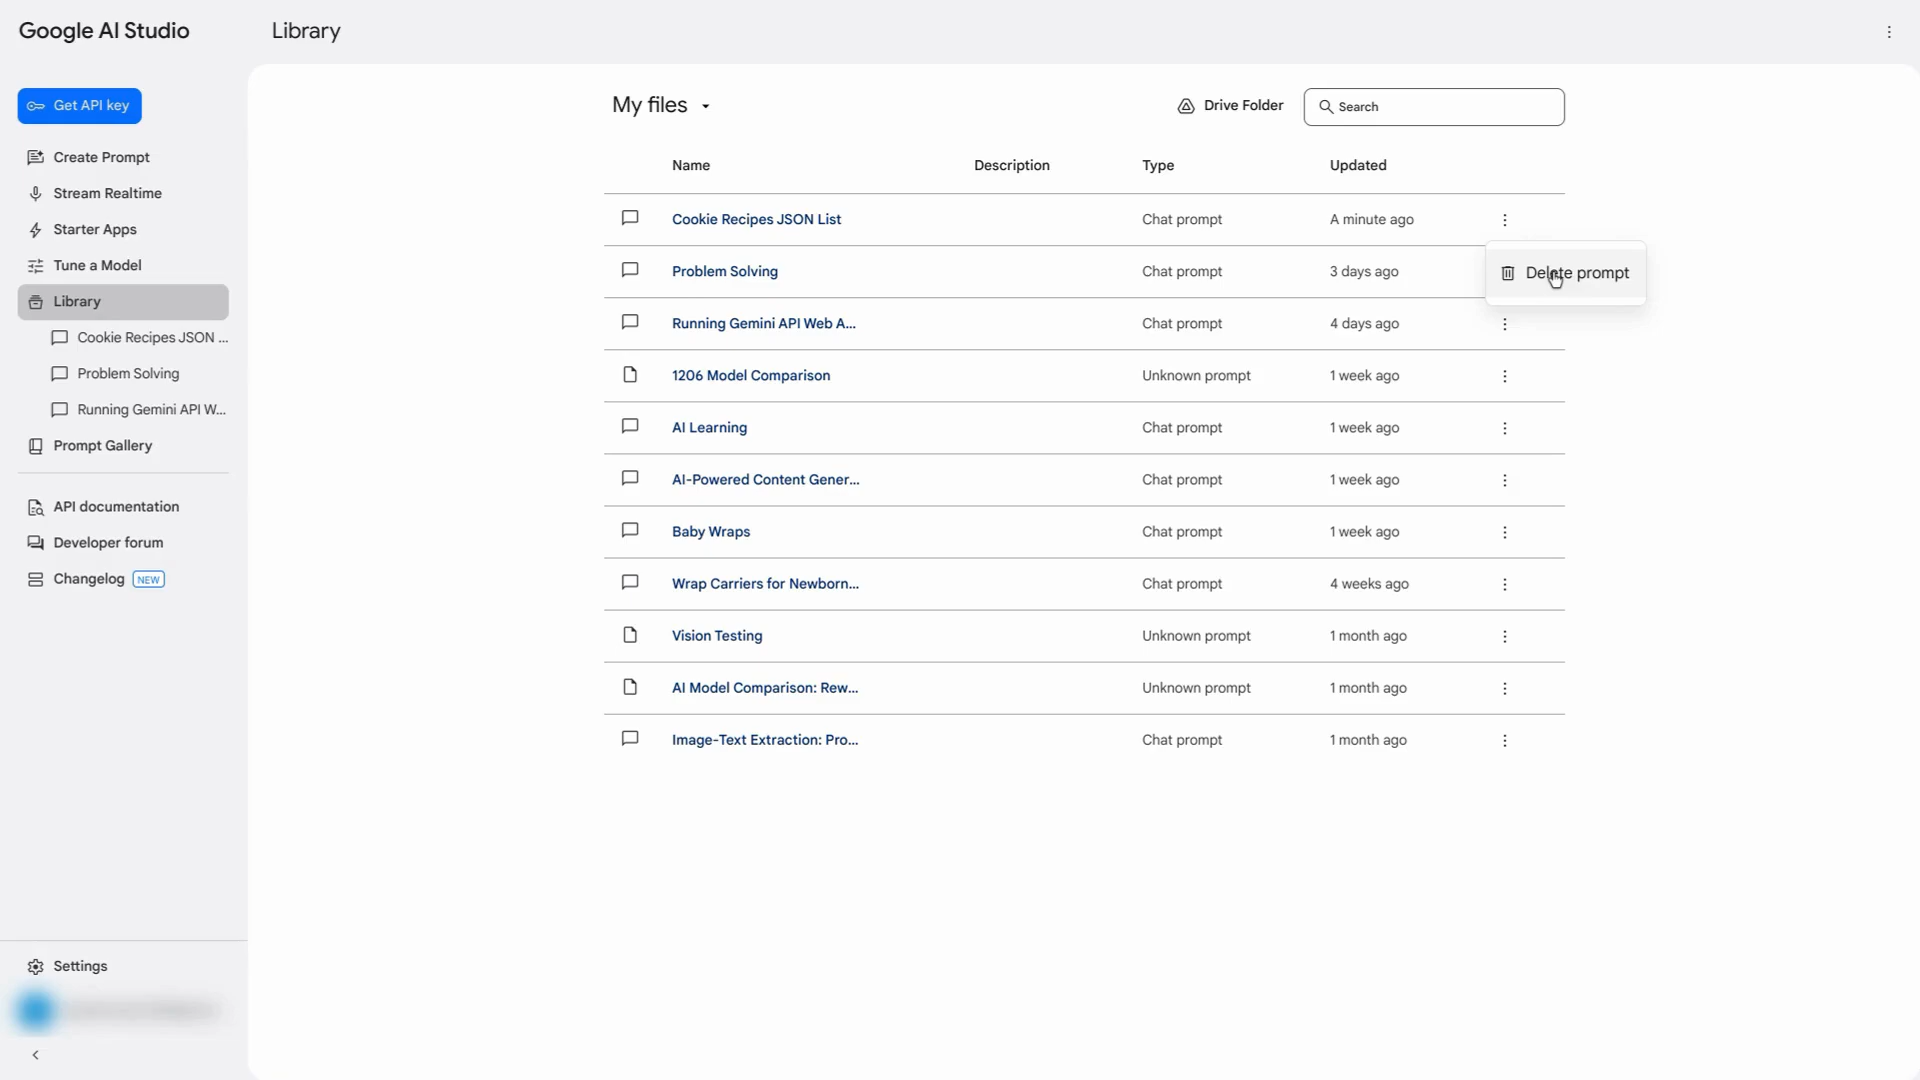 Google AI Studio
Library
Get API key
Create Prompt
Stream Realtime
Starter Apps
Tune a Model
Library
Cookie Recipes JSON ...
Problem Solving
Running Gemini API W...
Prompt Gallery
API documentation
Developer forum
Changelog NEW
Settings
My files
Drive Folder
Search
Name Description Type Updated
Cookie Recipes JSON List Chat prompt A minute ago
Problem Solving Chat prompt 3 days ago
Delete prompt
Running Gemini API Web A... Chat prompt 4 days ago
1206 Model Comparison Unknown prompt 1 week ago
AI Learning Chat prompt 1 week ago
AI-Powered Content Gener... Chat prompt 1 week ago
Baby Wraps Chat prompt 1 week ago
Wrap Carriers for Newborn... Chat prompt 4 weeks ago
Vision Testing Unknown prompt 1 month ago
AI Model Comparison: Rew... Unknown prompt 1 month ago
Image-Text Extraction: Pro... Chat prompt 1 month ago